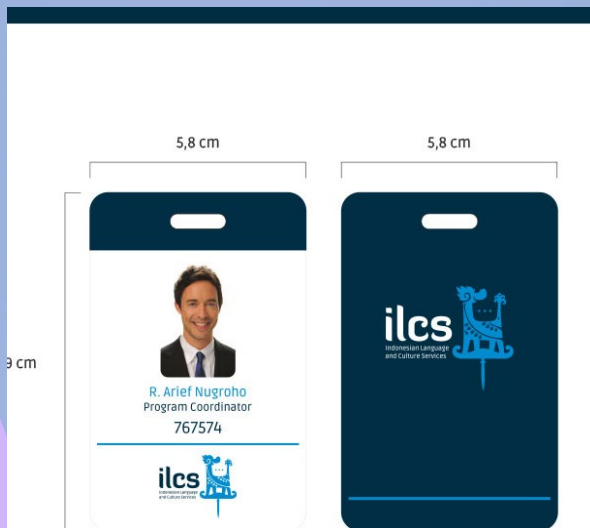 5,8 cm
5,8 cm
9 cm
R. Arief Nugroho
Program Coordinator
767574
ilcs
Indonesian Language
and Culture Services
ilcs
Indonesian Language
and Culture Services